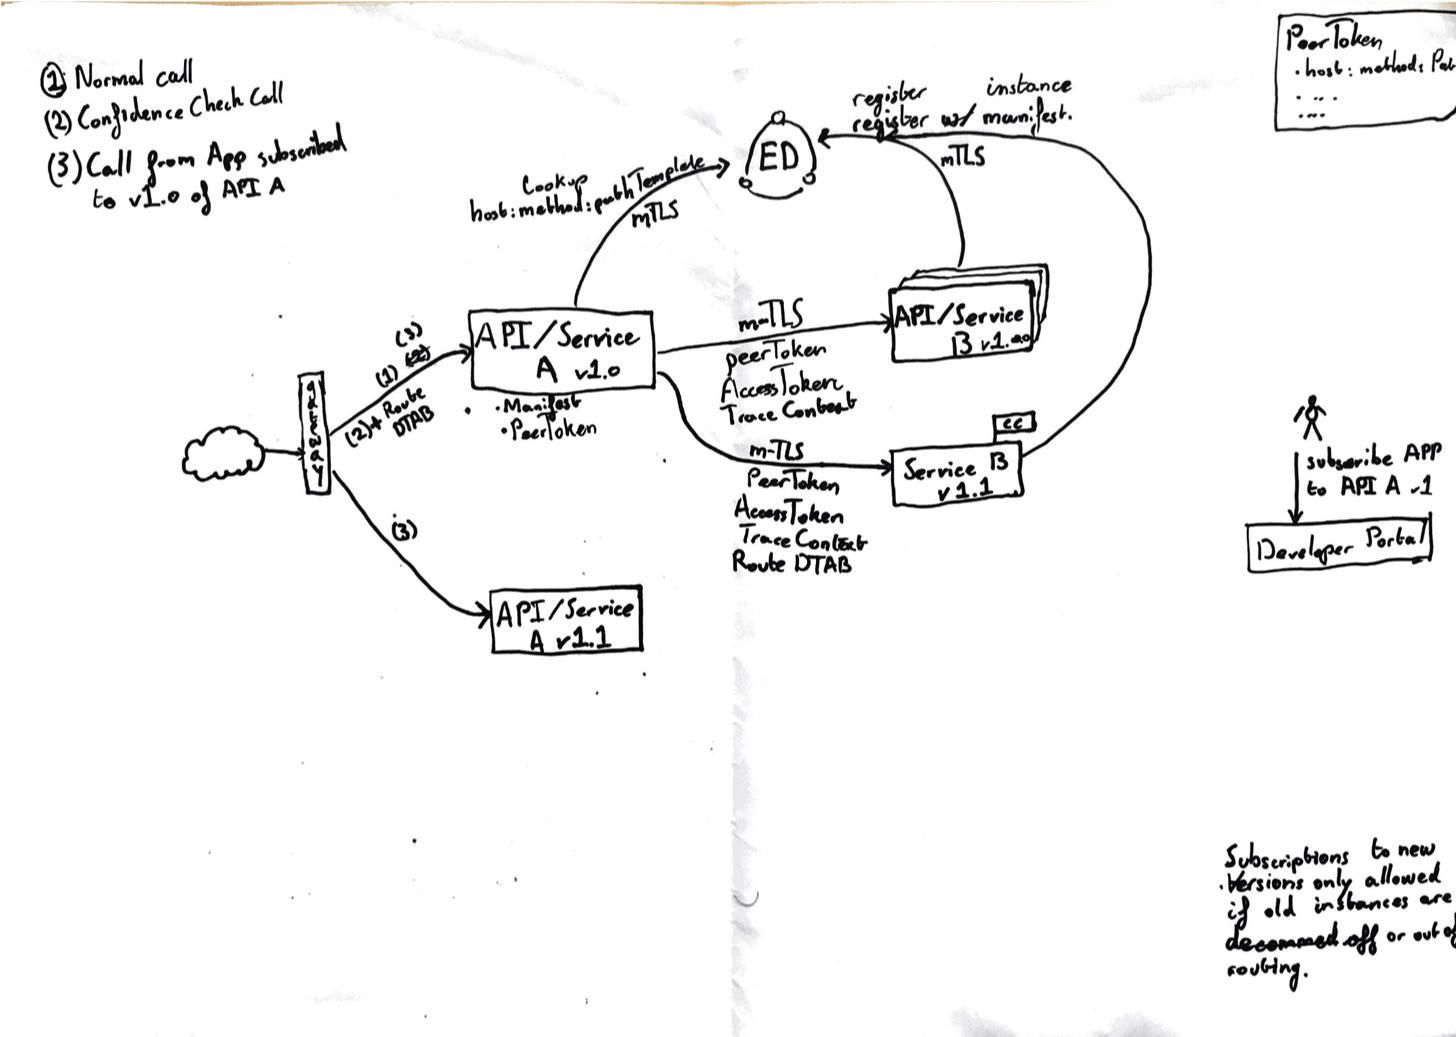 (1) Normal call
(2) Confidence Check Call
(3) Call from App subscribed
to v1.0 of API A
PeerToken
• host: method: Pat
. ....
....
register instance
register w/ manifest.
mTLS
ED
Lookup
host:method:pathTemplate
mTLS
API/Service
A v1.0
• Manifest
• PeerToken
(3)
(1)
(2)+ Route
DTAB
GATEWAY
(3)
API/Service
A v1.1
m-TLS
peerToken
AccessToken
Trace Context
API/Service
B
m-TLS
PeerToken
AccessToken
Trace Context
Route DTAB
CC
Service B
v1.1
subscribe APP
to API A v1
Developer Portal
Subscriptions to new
Versions only allowed
if old instances are
decommed off or out of
routing.